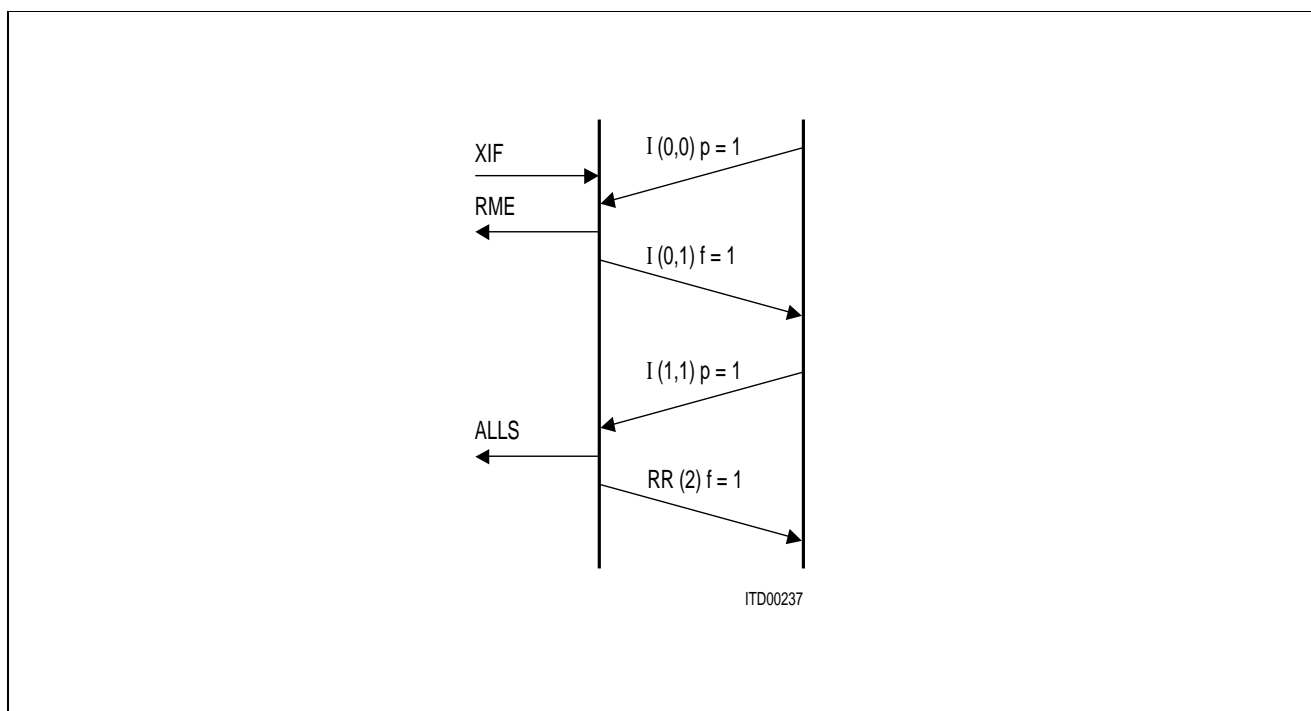 I (0,0) p = 1
XIF
RME
I (0,1) f = 1
I (1,1) p = 1
ALLS
RR (2) f = 1
ITD00237